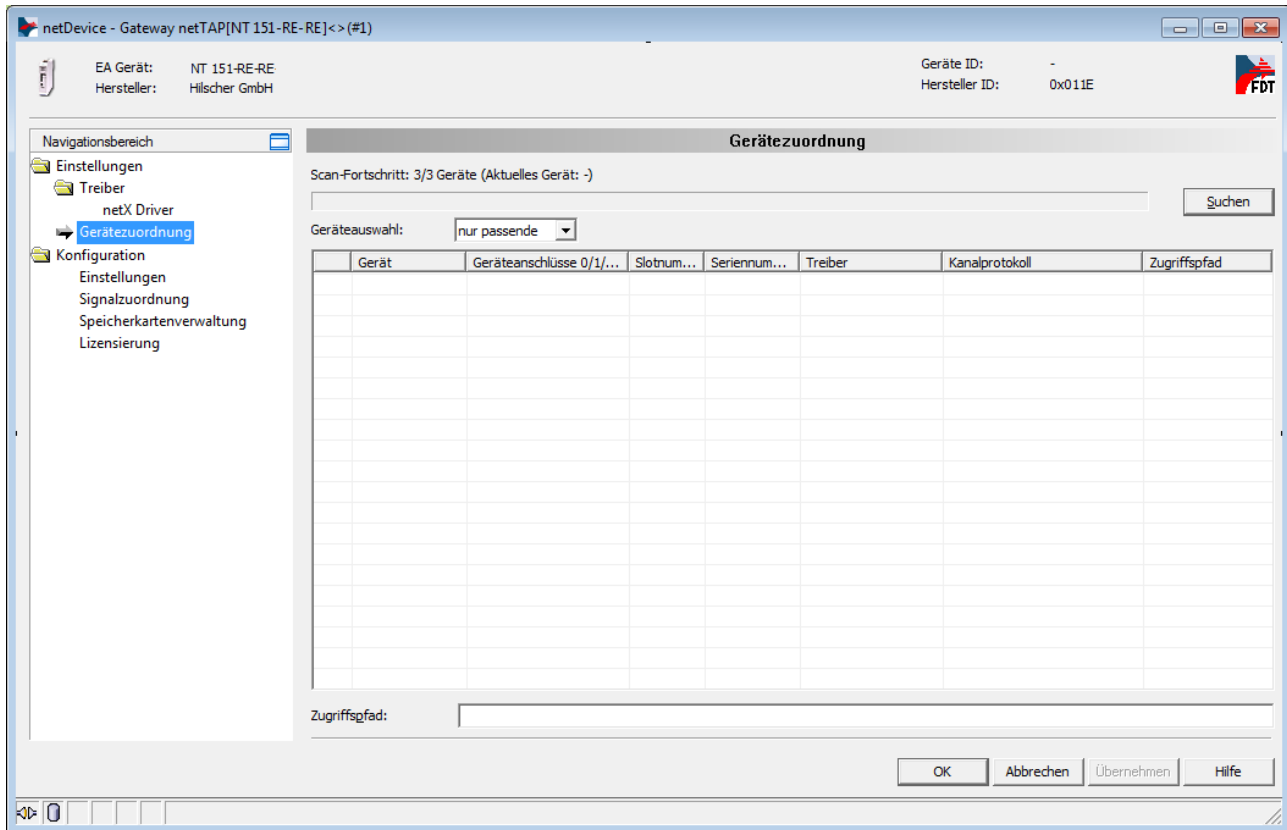 netDevice - Gateway netTAP[NT 151-RE-RE]<>(#1)
EA Gerät: NT 151-RE-RE
Hersteller: Hilscher GmbH
Geräte ID: -
Hersteller ID: 0x011E
FDT
Navigationsbereich
Einstellungen
Treiber
netX Driver
Gerätezuordnung
Konfiguration
Einstellungen
Signalzuordnung
Speicherkartenverwaltung
Lizensierung
Gerätezuordnung
Scan-Fortschritt: 3/3 Geräte (Aktuelles Gerät: -)
Suchen
Geräteauswahl: nur passende
Gerät Geräteanschlüsse 0/1/... Slotnum... Seriennum... Treiber Kanalprotokoll Zugriffspfad
Zugriffspfad:
OK Abbrechen Übernehmen Hilfe